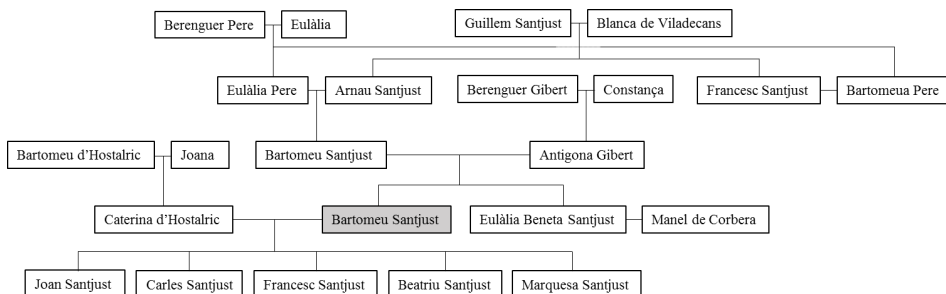 Berenguer Pere
Eulàlia
Guillem Santjust
Blanca de Viladecans
Eulàlia Pere
Arnau Santjust
Berenguer Gibert
Constança
Francesc Santjust
Bartomeua Pere
Bartomeu d'Hostalric
Joana
Bartomeu Santjust
Antigona Gibert
Caterina d'Hostalric
Bartomeu Santjust
Eulàlia Beneta Santjust
Manel de Corbera
Joan Santjust
Carles Santjust
Francesc Santjust
Beatriu Santjust
Marquesa Santjust